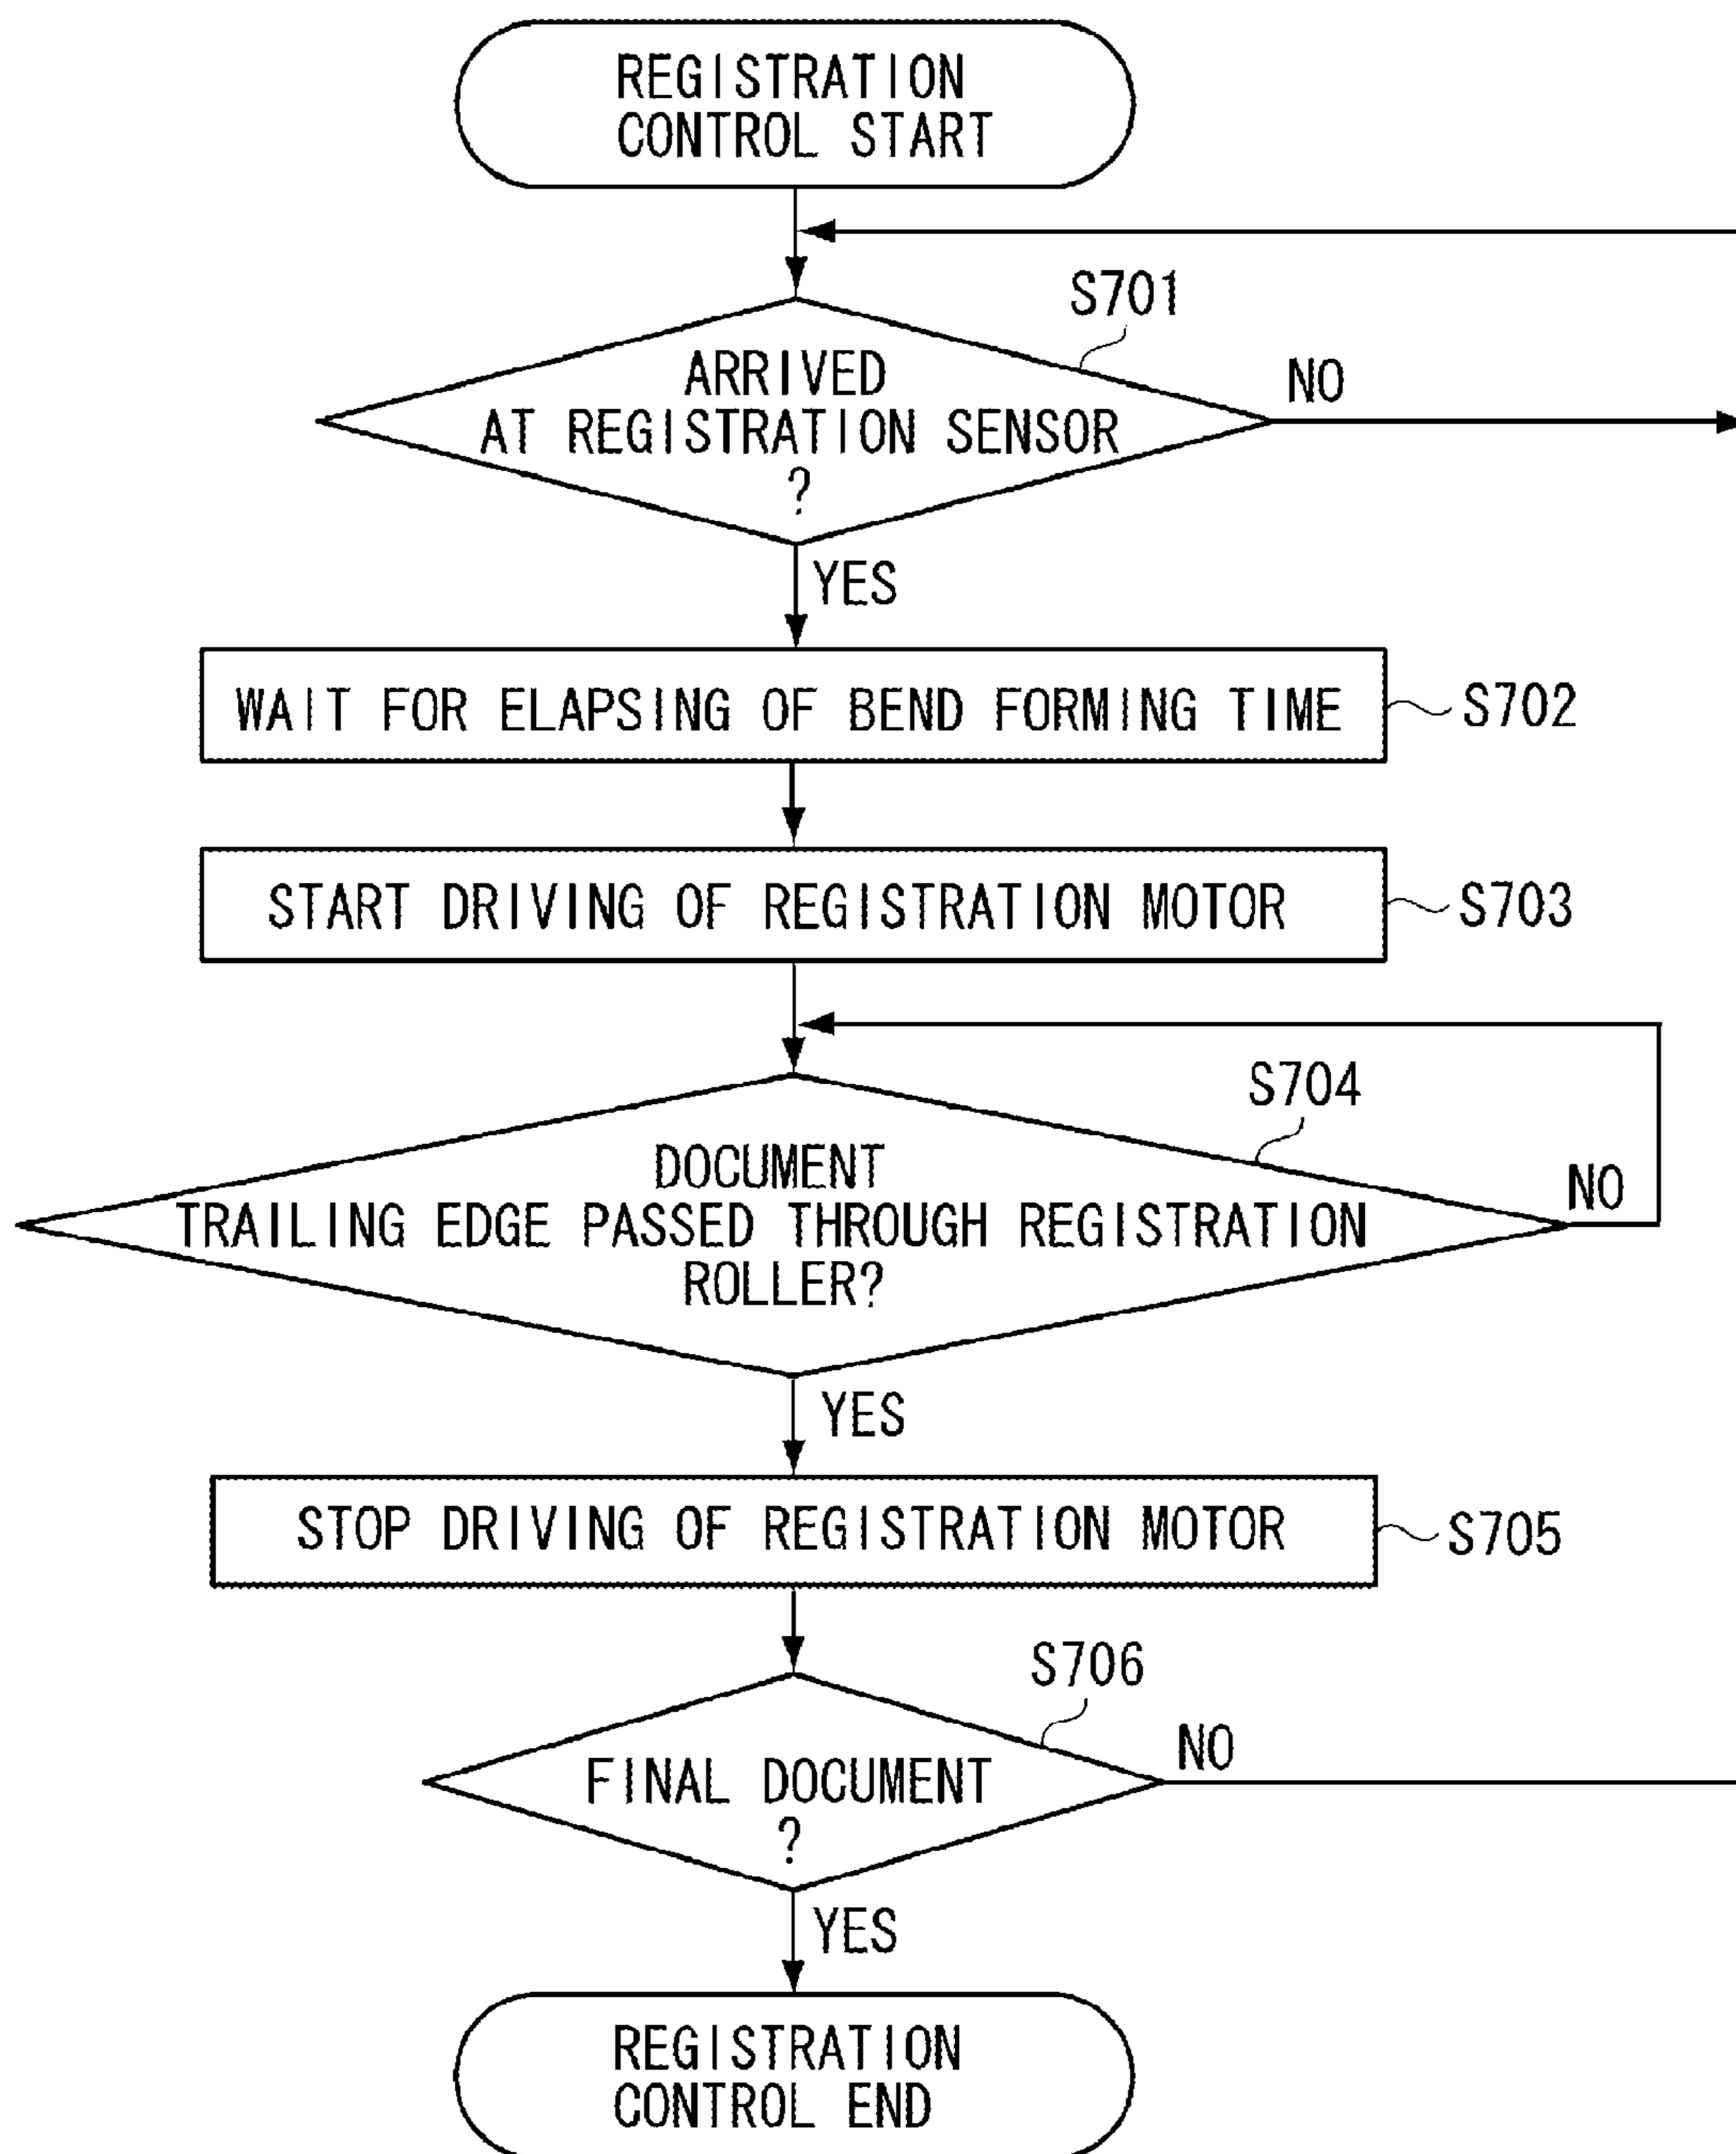 REGISTRATION
CONTROL START
S701
ARRIVED
AT REGISTRATION SENSOR
?
NO
YES
WAIT FOR ELAPSING OF BEND FORMING TIME
S702
START DRIVING OF REGISTRATION MOTOR
S703
S704
DOCUMENT
TRAILING EDGE PASSED THROUGH REGISTRATION
ROLLER?
NO
YES
STOP DRIVING OF REGISTRATION MOTOR
S705
S706
FINAL DOCUMENT
?
NO
YES
REGISTRATION
CONTROL END